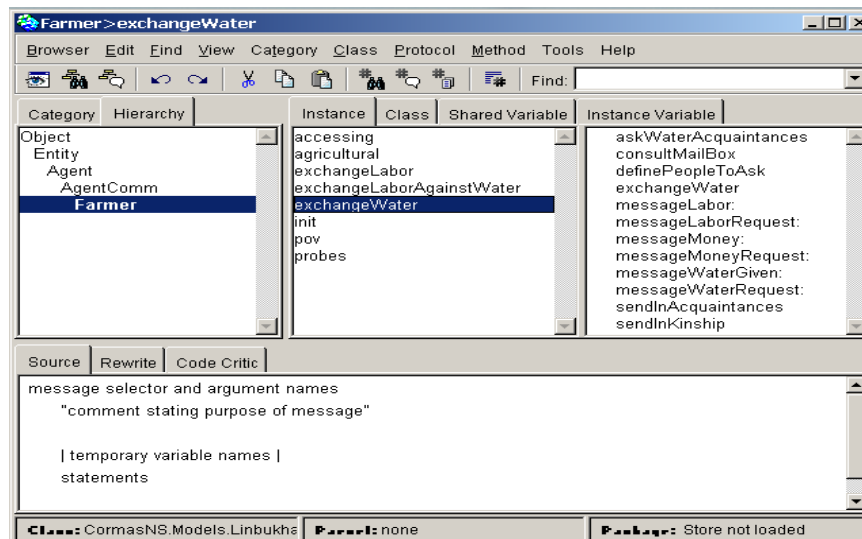 Farmer>exchangeWater
Browser Edit Find View Category Class Protocol Method Tools Help
Find:
Category Hierarchy
Instance Class Shared Variable Instance Variable
Object
Entity
Agent
AgentComm
Farmer
accessing
agricultural
exchangeLabor
exchangeLaborAgainstWater
exchangeWater
init
pov
probes
askWaterAcquaintances
consultMailBox
definePeopleToAsk
exchangeWater
messageLabor:
messageLaborRequest:
messageMoney:
messageMoneyRequest:
messageWaterGiven:
messageWaterRequest:
sendInAcquaintances
sendInKinship
Source Rewrite Code Critic
message selector and argument names
"comment stating purpose of message"
| temporary variable names |
statements
Class: CormasNS.Models.Linbukha
Parcel: none
Package: Store not loaded